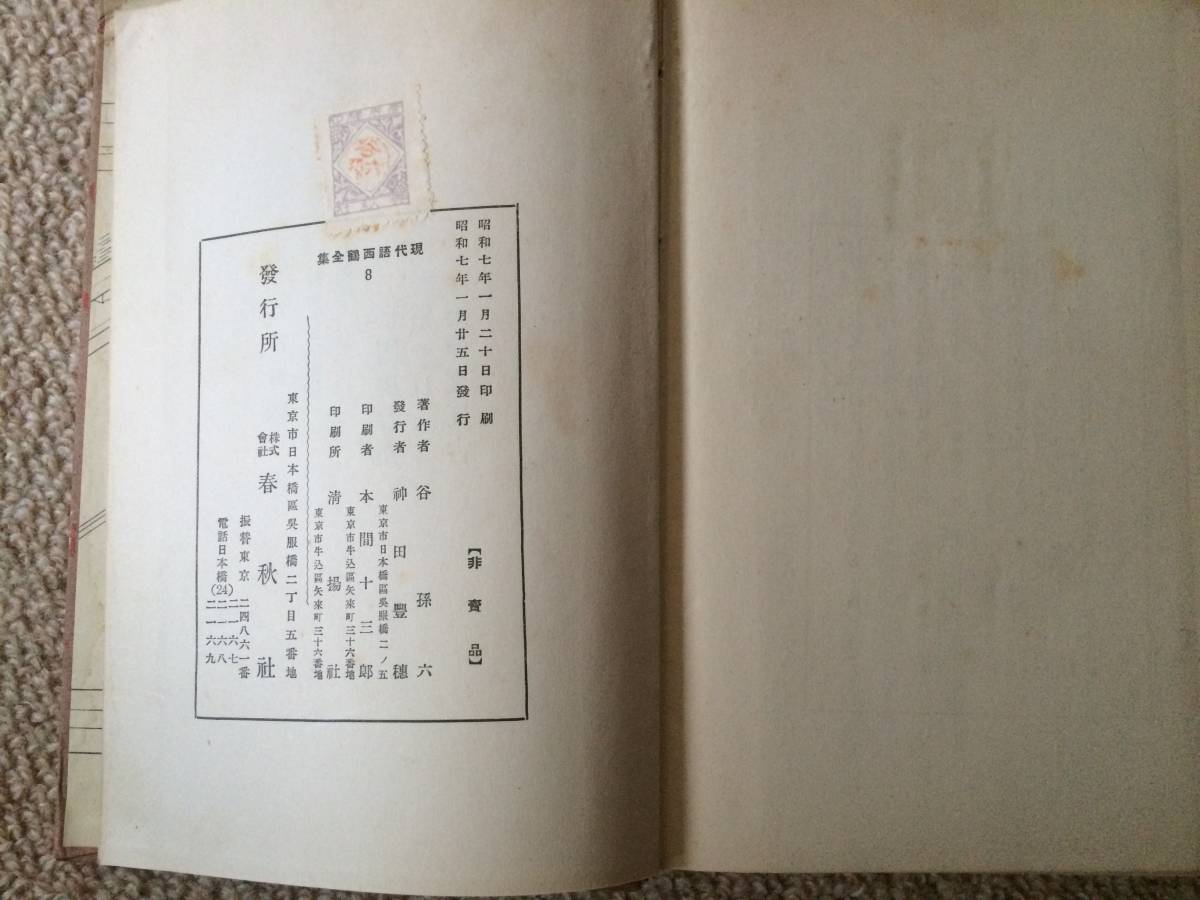 昭和七年一月二十日印刷
昭和七年一月廿五日發行
【非賣品】
現代語西鶴全集
8
著作者 谷孫六
發行者 神田豐穗
東京市日本橋區吳服橋二ノ五
印刷者 本間十三郎
東京市牛込區矢來町三十六番地
印刷所 清揚社
東京市牛込區矢來町三十六番地
東京市日本橋區吳服橋二丁目五番地
發行所 株式會社 春秋社
振替東京二四八六一番
電話日本橋(24)二一六七
二一六八
二一六九